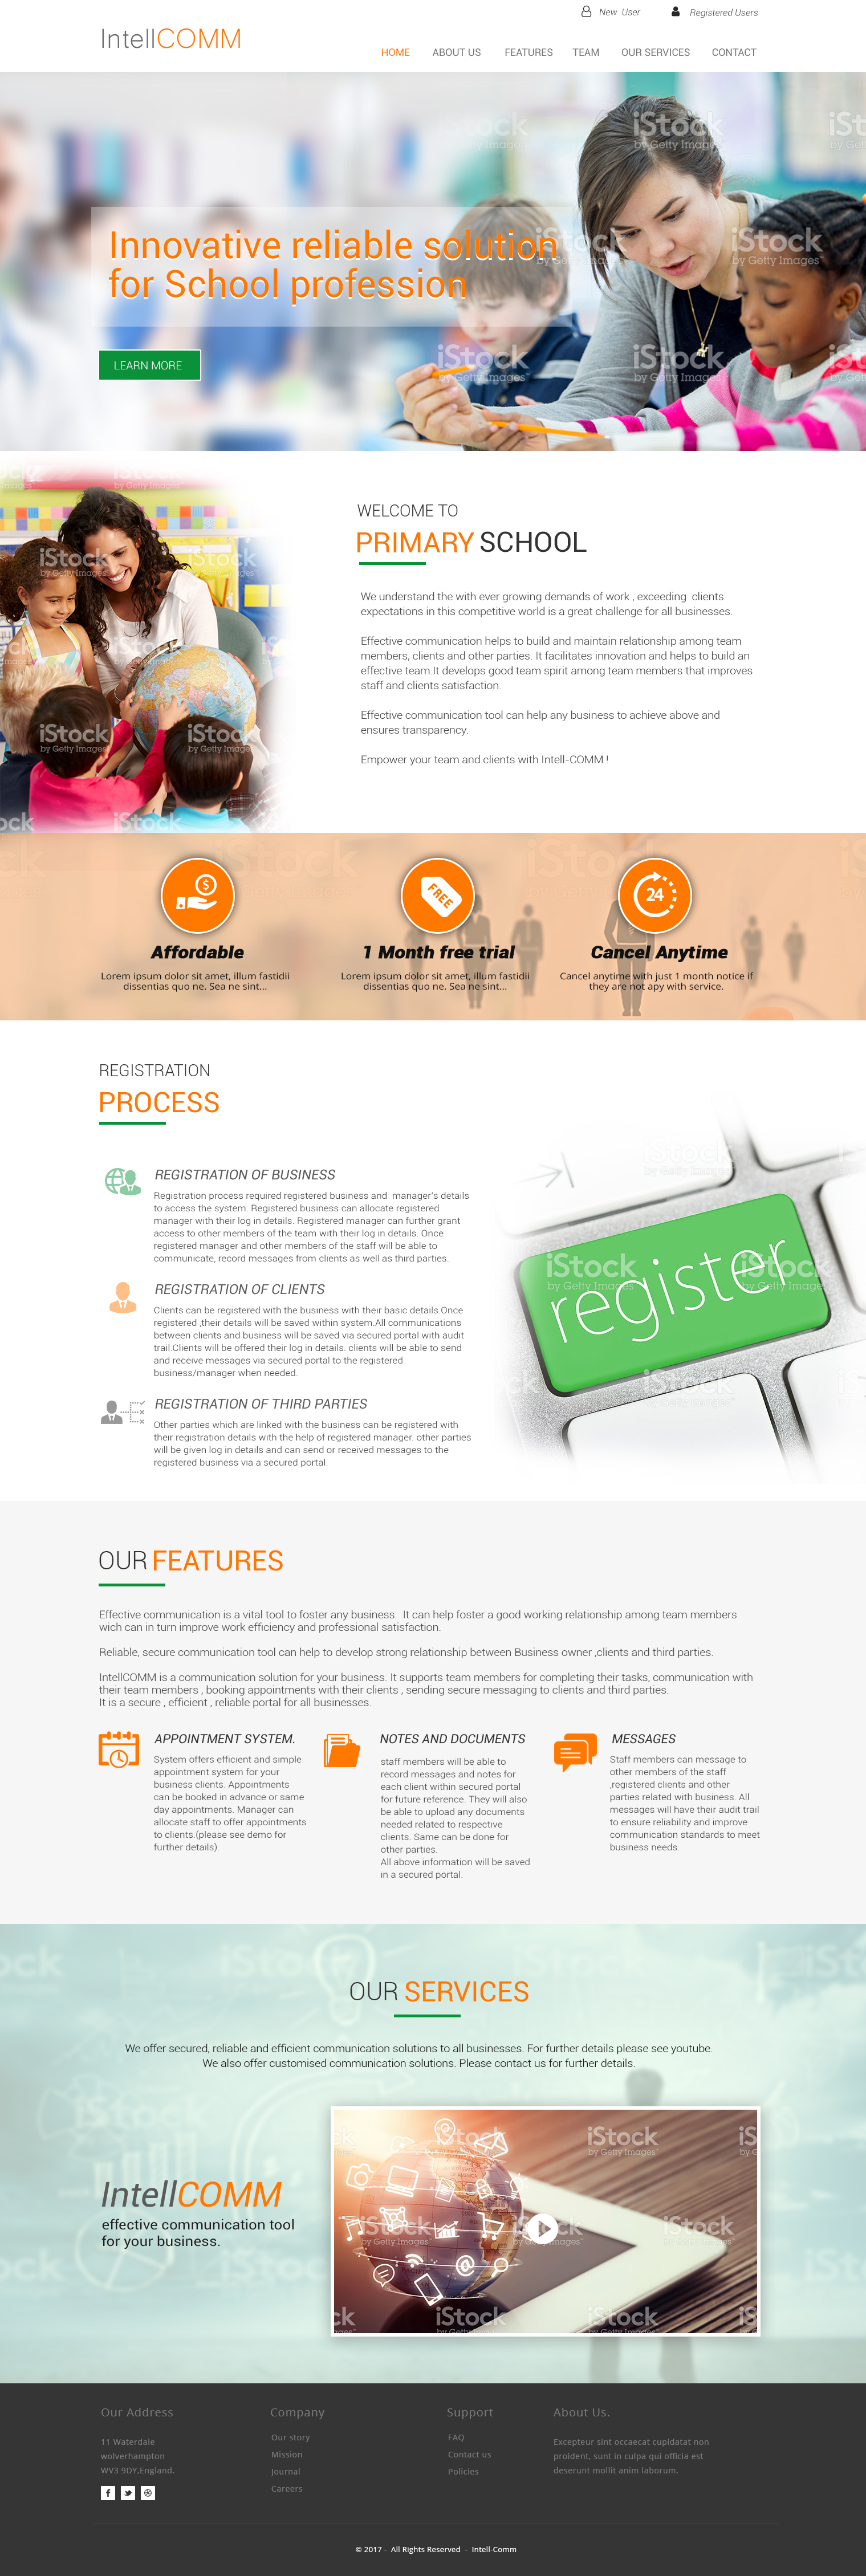 New User
Registered Users
IntellCOMM
HOME ABOUT US FEATURES TEAM OUR SERVICES CONTACT
Innovative reliable solution
for School profession
LEARN MORE
iStock
by Getty Images™
WELCOME TO
PRIMARY SCHOOL
We understand the with ever growing demands of work , exceeding clients
expectations in this competitive world is a great challenge for all businesses.
Effective communication helps to build and maintain relationship among team
members, clients and other parties. It facilitates innovation and helps to build an
effective team.It develops good team spirit among team members that improves
staff and clients satisfaction.
Effective communication tool can help any business to achieve above and
ensures transparency.
Empower your team and clients with Intell-COMM !
FREE
24
Affordable
Lorem ipsum dolor sit amet, illum fastidii
dissentias quo ne. Sea ne sint...
1 Month free trial
Lorem ipsum dolor sit amet, illum fastidii
dissentias quo ne. Sea ne sint...
Cancel Anytime
Cancel anytime with just 1 month notice if
they are not apy with service.
REGISTRATION
PROCESS
REGISTRATION OF BUSINESS
Registration process required registered business and manager's details
to access the system. Registered business can allocate registered
manager with their log in details. Registered manager can further grant
access to other members of the team with their log in details. Once
registered manager and other members of the staff will be able to
communicate, record messages from clients as well as third parties.
REGISTRATION OF CLIENTS
Clients can be registered with the business with their basic details.Once
registered ,their details will be saved within system.All communications
between clients and business will be saved via secured portal with audit
trail.Clients will be offered their log in details. clients will be able to send
and receive messages via secured portal to the registered
business/manager when needed.
REGISTRATION OF THIRD PARTIES
Other parties which are linked with the business can be registered with
their registration details with the help of registered manager. other parties
will be given log in details and can send or received messages to the
registered business via a secured portal.
register
OUR FEATURES
Effective communication is a vital tool to foster any business. It can help foster a good working relationship among team members
wich can in turn improve work efficiency and professional satisfaction.
Reliable, secure communication tool can help to develop strong relationship between Business owner ,clients and third parties.
IntellCOMM is a communication solution for your business. It supports team members for completing their tasks, communication with
their team members , booking appointments with their clients , sending secure messaging to clients and third parties.
It is a secure , efficient , reliable portal for all businesses.
APPOINTMENT SYSTEM.
System offers efficient and simple
appointment system for your
business clients. Appointments
can be booked in advance or same
day appointments. Manager can
allocate staff to offer appointments
to clients.(please see demo for
further details).
NOTES AND DOCUMENTS
staff members will be able to
record messages and notes for
each client within secured portal
for future reference. They will also
be able to upload any documents
needed related to respective
clients. Same can be done for
other parties.
All above information will be saved
in a secured portal.
MESSAGES
Staff members can message to
other members of the staff
,registered clients and other
parties related with business. All
messages will have their audit trail
to ensure reliability and improve
communication standards to meet
business needs.
OUR SERVICES
We offer secured, reliable and efficient communication solutions to all businesses. For further details please see youtube.
We also offer customised communication solutions. Please contact us for further details.
IntellCOMM
effective communication tool
for your business.
Our Address
11 Waterdale
wolverhampton
WV3 9DY,England,
Company
Our story
Mission
Journal
Careers
Support
FAQ
Contact us
Policies
About Us.
Excepteur sint occaecat cupidatat non
proident, sunt in culpa qui officia est
deserunt mollit anim laborum.
© 2017 - All Rights Reserved - Intell-Comm